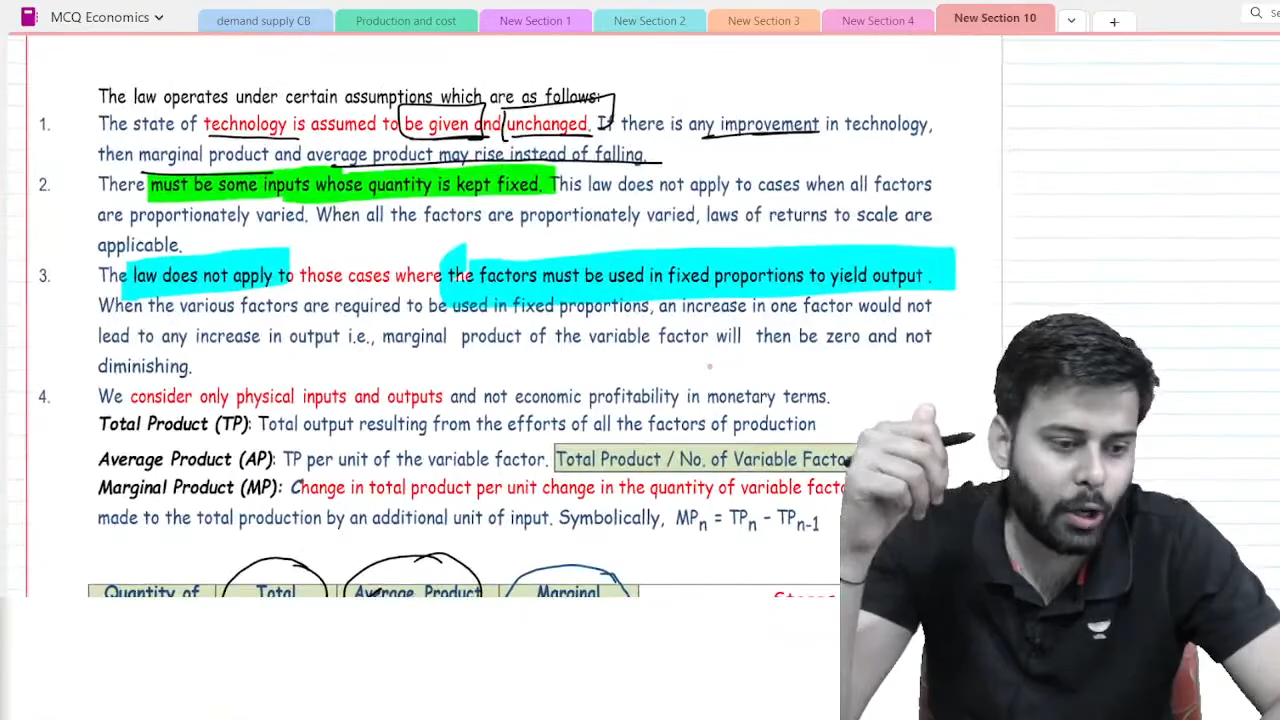 MCQ Economics
demand supply CB
Production and cost
New Section 1
New Section 2
New Section 3
New Section 4
New Section 10
The law operates under certain assumptions which are as follows:
1. The state of technology is assumed to be given and unchanged. If there is any improvement in technology,
then marginal product and average product may rise instead of falling.
2. There must be some inputs whose quantity is kept fixed. This law does not apply to cases when all factors
are proportionately varied. When all the factors are proportionately varied, laws of returns to scale are
applicable.
3. The law does not apply to those cases where the factors must be used in fixed proportions to yield output .
When the various factors are required to be used in fixed proportions, an increase in one factor would not
lead to any increase in output i.e., marginal product of the variable factor will then be zero and not
diminishing.
4. We consider only physical inputs and outputs and not economic profitability in monetary terms.
Total Product (TP): Total output resulting from the efforts of all the factors of production
Average Product (AP): TP per unit of the variable factor. Total Product / No. of Variable
Marginal Product (MP): Change in total product per unit change in the quantity of variable
made to the total production by an additional unit of input. Symbolically, MPn = TPn - TPn-1
Quantity of Total Average Product Marginal